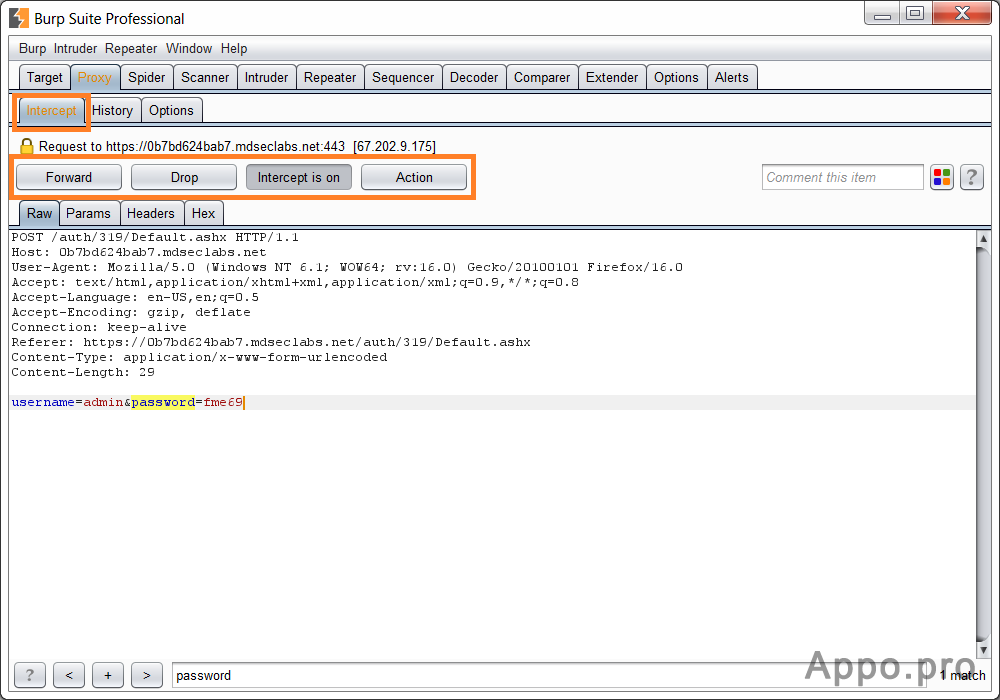 Burp Suite Professional
Burp Intruder Repeater Window Help
Target Proxy Spider Scanner Intruder Repeater Sequencer Decoder Comparer Extender Options Alerts
Intercept History Options
Request to https://0b7bd624bab7.mdseclabs.net:443 [67.202.9.175]
Forward Drop Intercept is on Action Comment this item ?
Raw Params Headers Hex
POST /auth/319/Default.ashx HTTP/1.1
Host: 0b7bd624bab7.mdseclabs.net
User-Agent: Mozilla/5.0 (Windows NT 6.1; WOW64; rv:16.0) Gecko/20100101 Firefox/16.0
Accept: text/html,application/xhtml+xml,application/xml;q=0.9,*/*;q=0.8
Accept-Language: en-US,en;q=0.5
Accept-Encoding: gzip, deflate
Connection: keep-alive
Referer: https://0b7bd624bab7.mdseclabs.net/auth/319/Default.ashx
Content-Type: application/x-www-form-urlencoded
Content-Length: 29
username=admin&password=fme69
? < + > password 1 match
Appo.pro